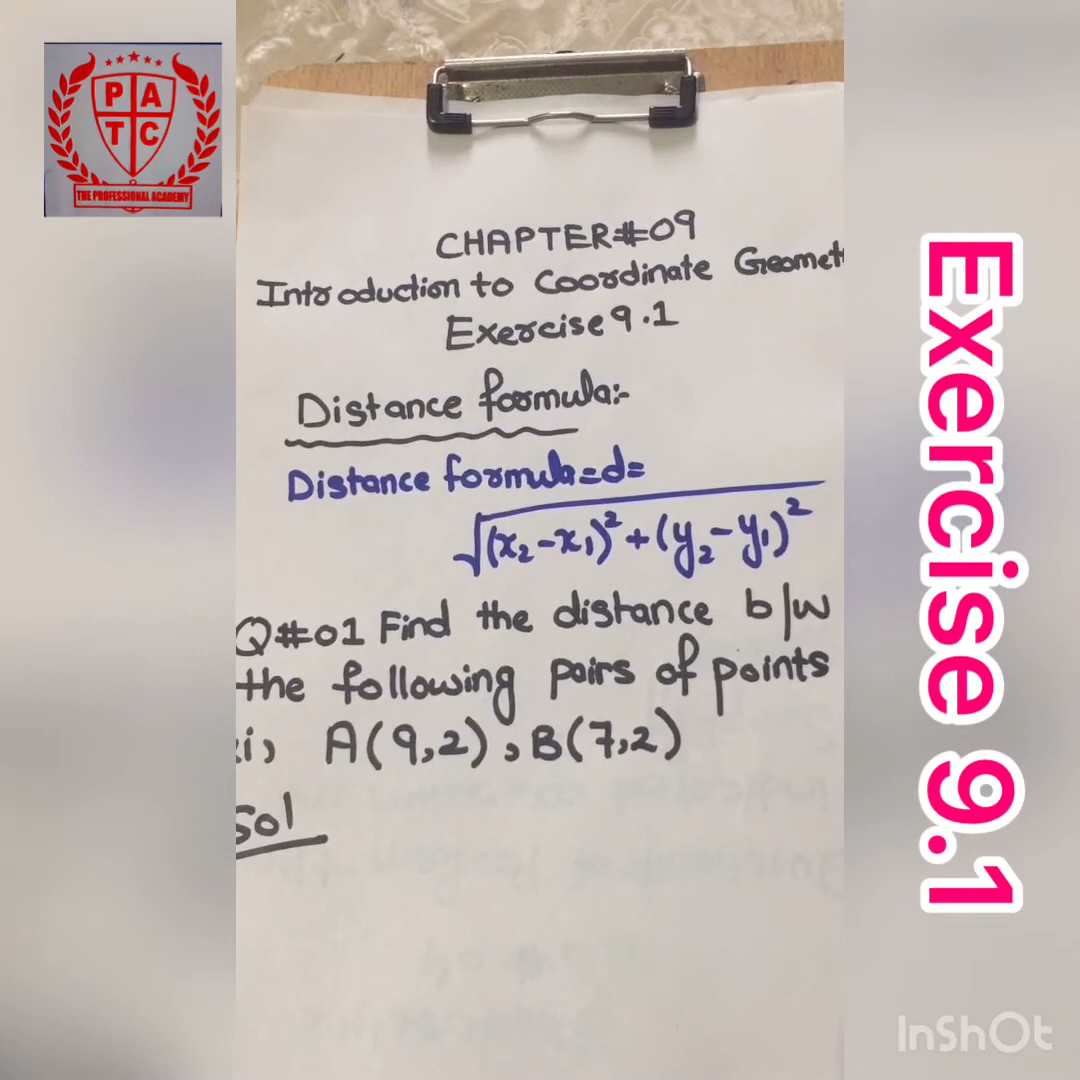 P A
T C
THE PROFESSIONAL ACADEMY
CHAPTER#09
Introduction to Coordinate Geomet
Exercise 9.1
Distance formula:-
Distance formula=d=
√(x₂-x₁)²+(y₂-y₁)²
Q#01 Find the distance b/w
the following pairs of points
i, A(9,2), B(7,2)
Sol
Exercise 9.1
InShOt